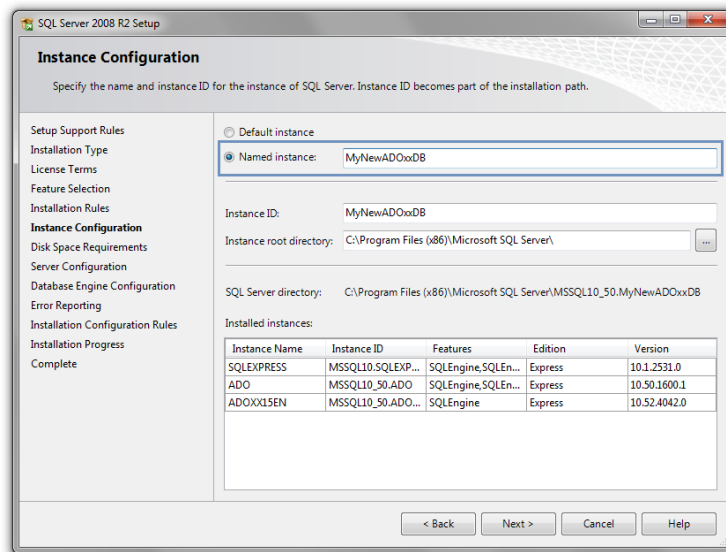 SQL Server 2008 R2 Setup
Instance Configuration
Specify the name and instance ID for the instance of SQL Server. Instance ID becomes part of the installation path.
Setup Support Rules
Installation Type
License Terms
Feature Selection
Installation Rules
Instance Configuration
Disk Space Requirements
Server Configuration
Database Engine Configuration
Error Reporting
Installation Configuration Rules
Installation Progress
Complete
Default instance
Named instance: MyNewADOxxDB
Instance ID: MyNewADOxxDB
Instance root directory: C:\Program Files (x86)\Microsoft SQL Server\ ...
SQL Server directory: C:\Program Files (x86)\Microsoft SQL Server\MSSQL10_50.MyNewADOxxDB
Installed instances:
Instance Name Instance ID Features Edition Version
SQLEXPRESS MSSQL10.SQLEXP... SQLEngine,SQLEn... Express 10.1.2531.0
ADO MSSQL10_50.ADO SQLEngine,SQLEn... Express 10.50.1600.1
ADOXX15EN MSSQL10_50.ADO... SQLEngine Express 10.52.4042.0
< Back Next > Cancel Help